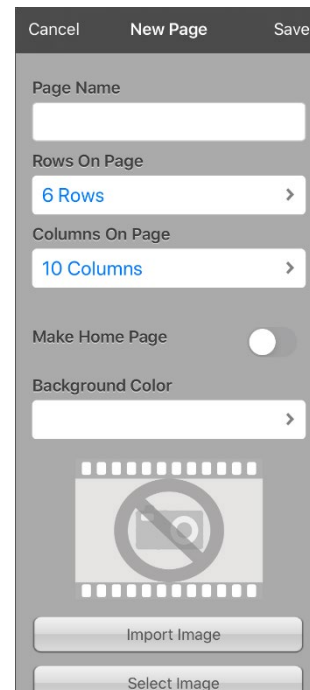 Cancel New Page Save
Page Name
Rows On Page
6 Rows
Columns On Page
10 Columns
Make Home Page
Background Color
Import Image
Select Image